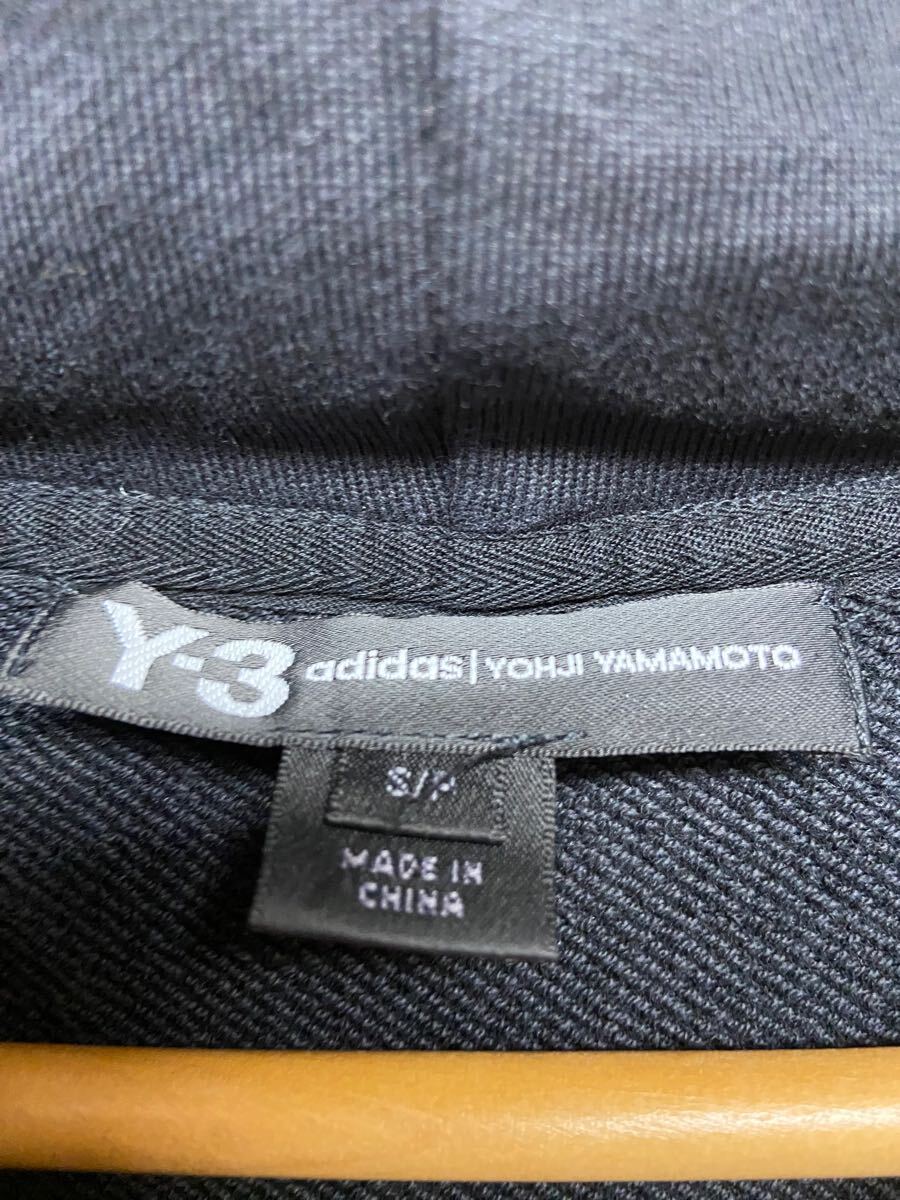 Y-3 adidas | YOHJI YAMAMOTO
S/P
MADE IN
CHINA